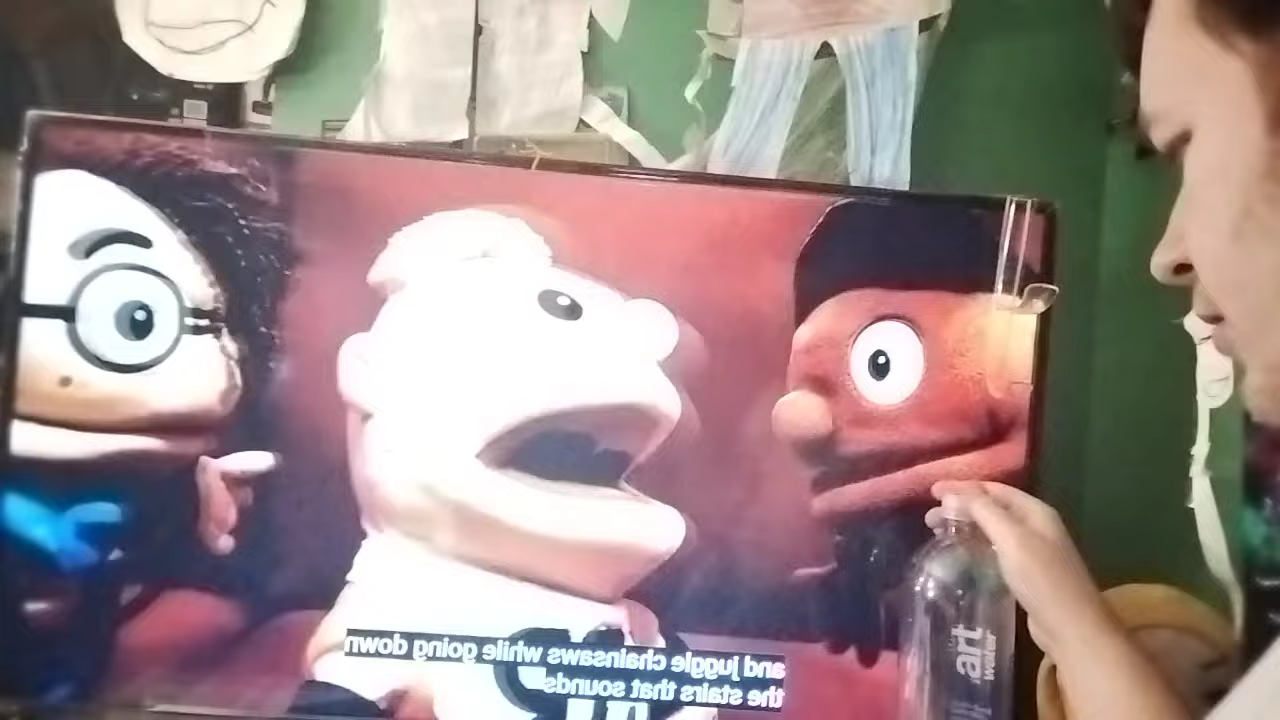 and juggle chainsaws while going down
the stairs that sounds
art
water